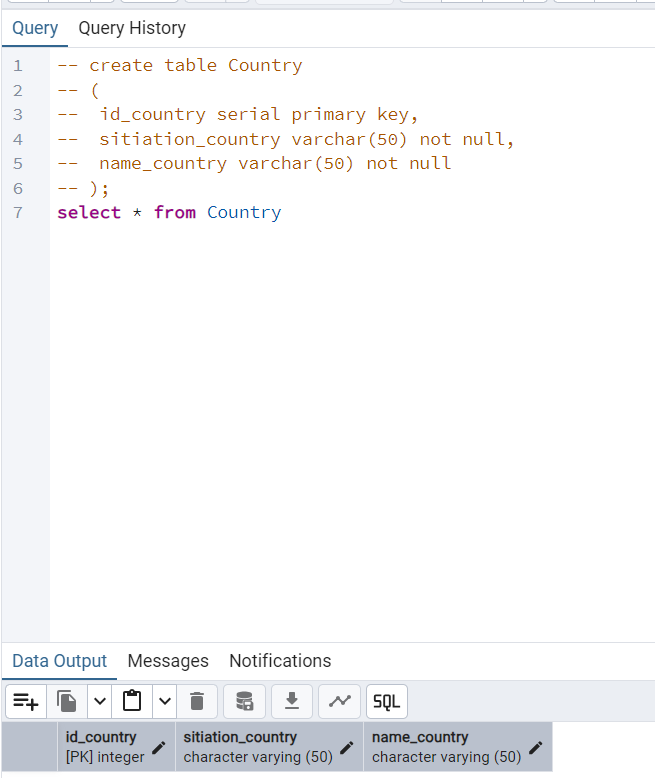 Query Query History
1 -- create table Country
2 -- (
3 --  id_country serial primary key,
4 --  sitiation_country varchar(50) not null,
5 --  name_country varchar(50) not null
6 -- );
7 select * from Country
Data Output Messages Notifications
SQL
id_country sitiation_country name_country
[PK] integer character varying (50) character varying (50)